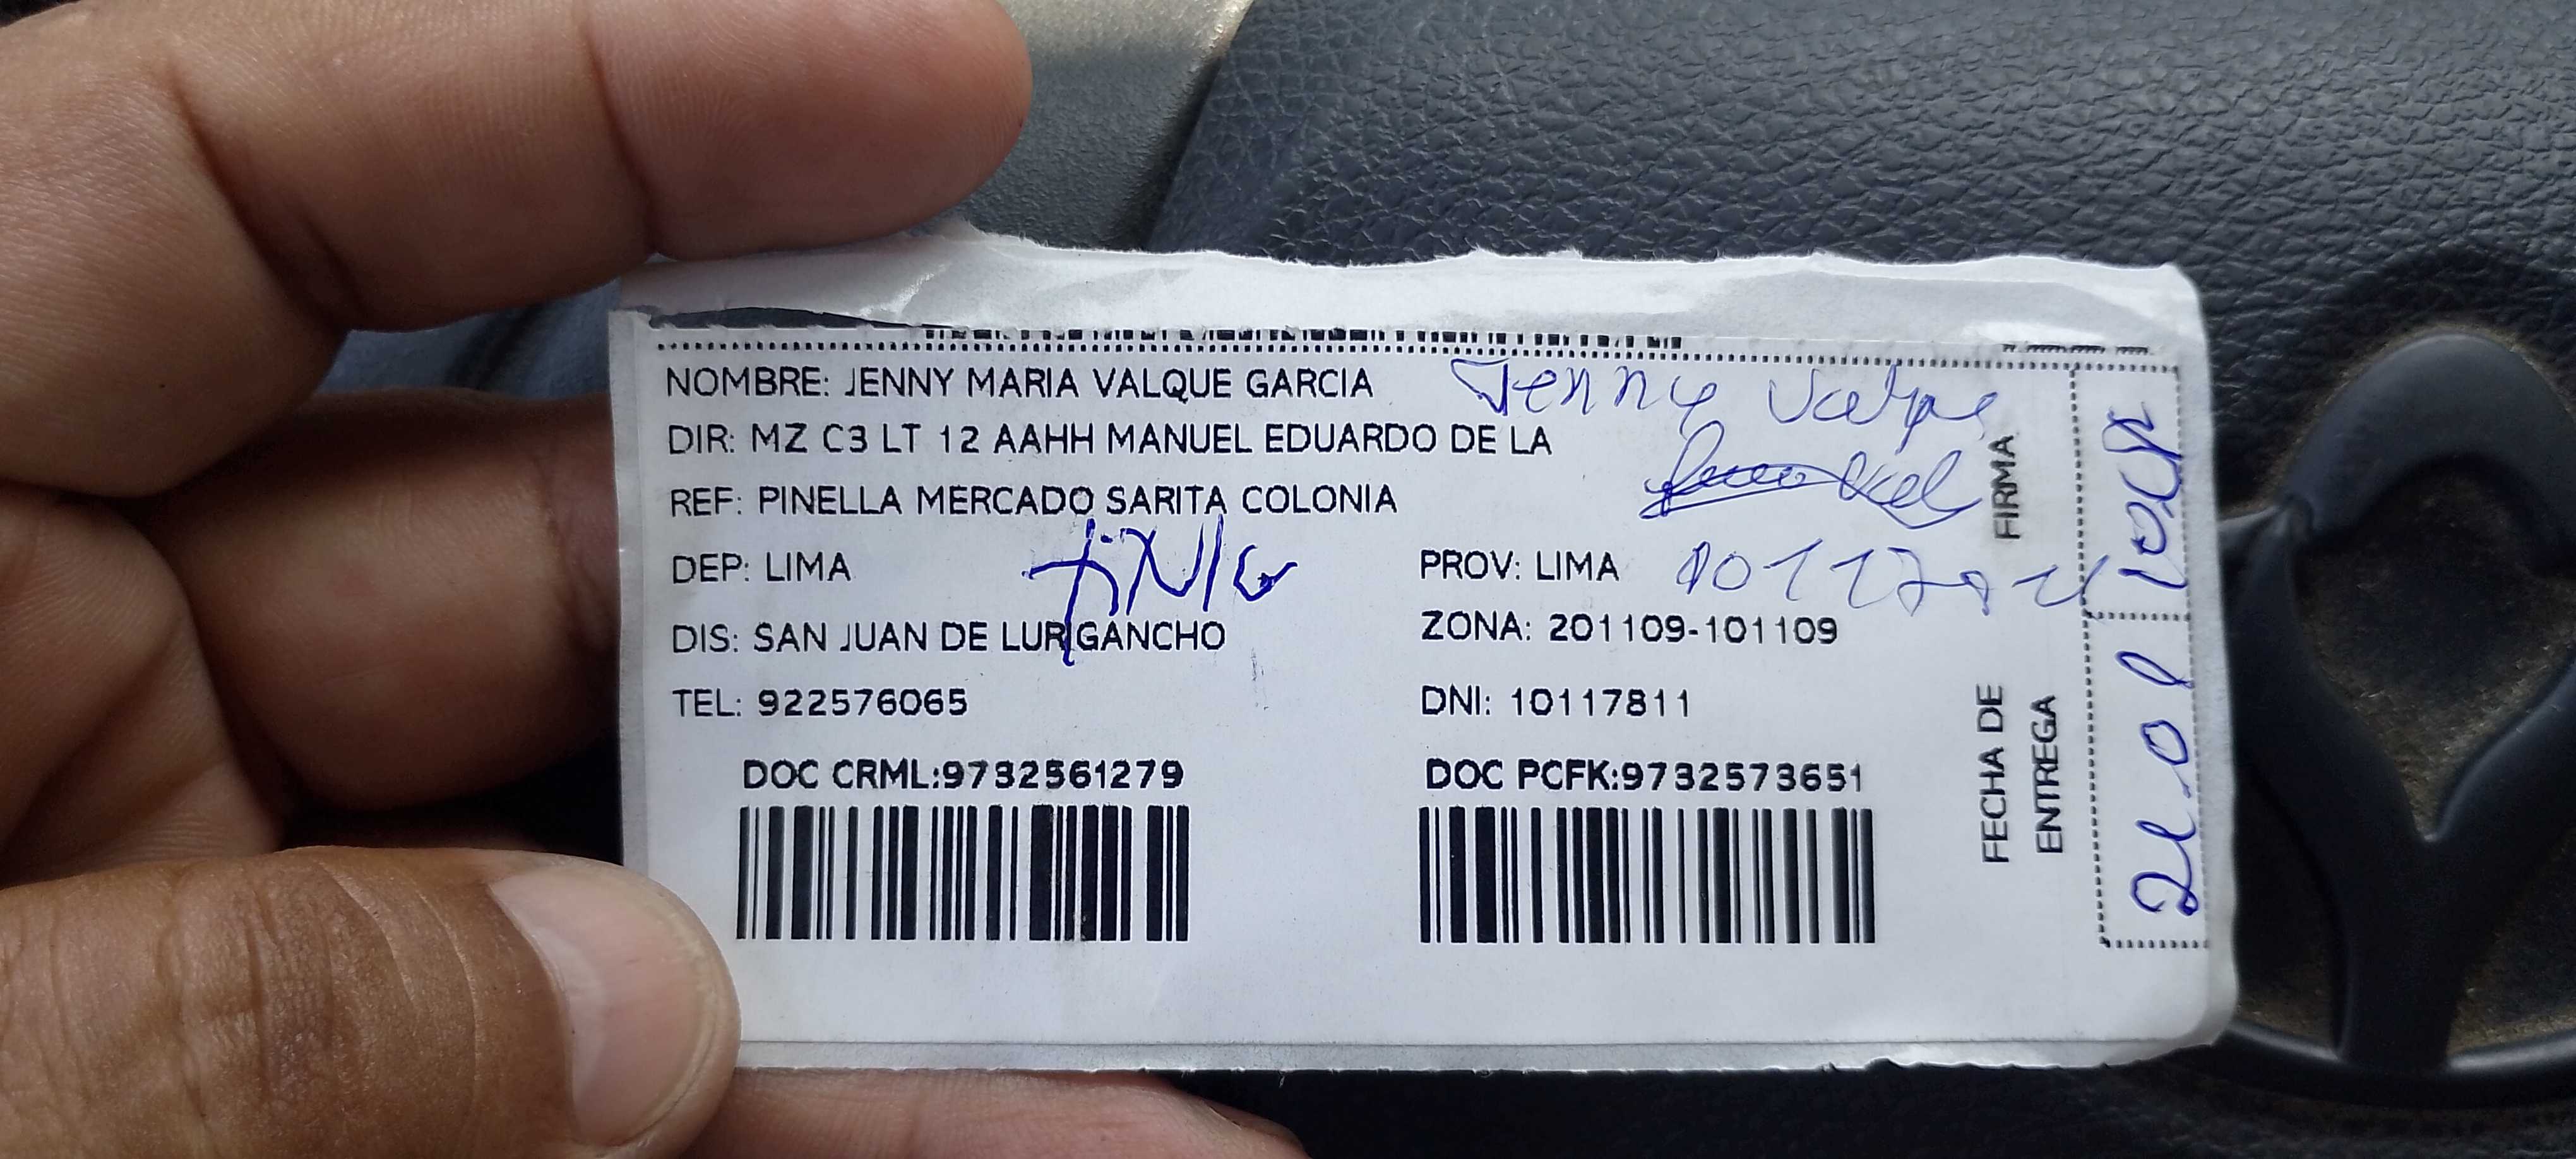 NOMBRE: JENNY MARIA VALQUE GARCIA
Jenny Valque
DIR: MZ C3 LT 12 AAHH MANUEL EDUARDO DE LA
REF: PINELLA MERCADO SARITA COLONIA
FIRMA
DEP: LIMA
PROV: LIMA
DIS: SAN JUAN DE LURIGANCHO
ZONA: 201109-101109
TEL: 922576065
DNI: 10117811
FECHA DE
ENTREGA
DOC CRML:9732561279
DOC PCFK:9732573651